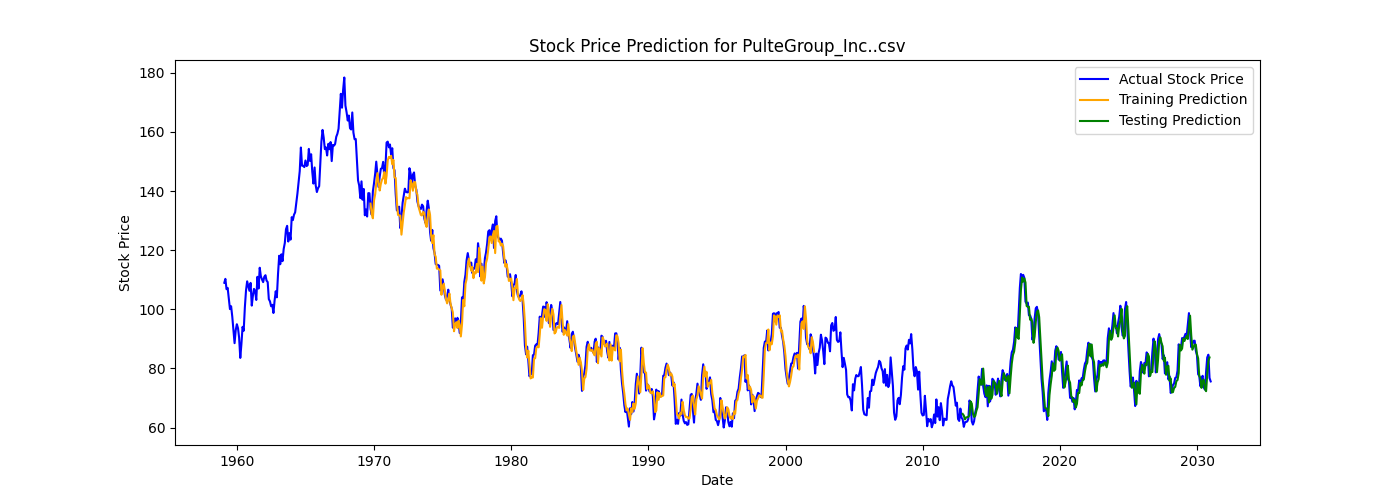 Stock Price Prediction for PulteGroup_Inc..csv
Actual Stock Price
Training Prediction
Testing Prediction
Stock Price
180
160
140
120
100
80
60
1960 1970 1980 1990 2000 2010 2020 2030
Date